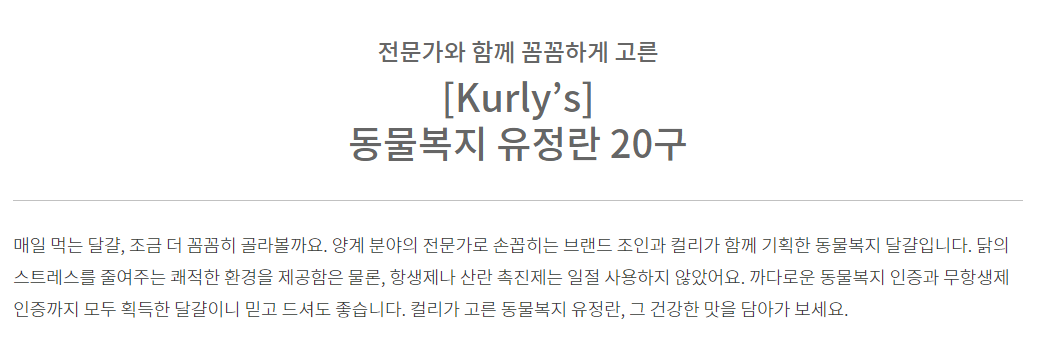 전문가와 함께 꼼꼼하게 고른
[Kurly’s]
동물복지 유정란 20구
매일 먹는 달걀, 조금 더 꼼꼼히 골라볼까요. 양계 분야의 전문가로 손꼽히는 브랜드 조인과 컬리가 함께 기획한 동물복지 달걀입니다. 닭의
스트레스를 줄여주는 쾌적한 환경을 제공함은 물론, 항생제나 산란 촉진제는 일절 사용하지 않았어요. 까다로운 동물복지 인증과 무항생제
인증까지 모두 획득한 달걀이니 믿고 드셔도 좋습니다. 컬리가 고른 동물복지 유정란, 그 건강한 맛을 담아가 보세요.